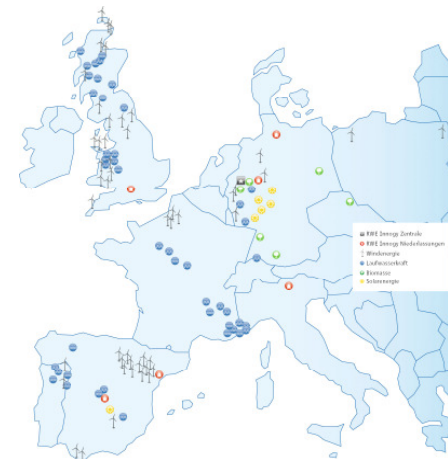 RWE Innogy Zentrale
RWE Innogy Niederlassungen
Windenergie
Laufwasserkraft
Biomasse
Solarenergie